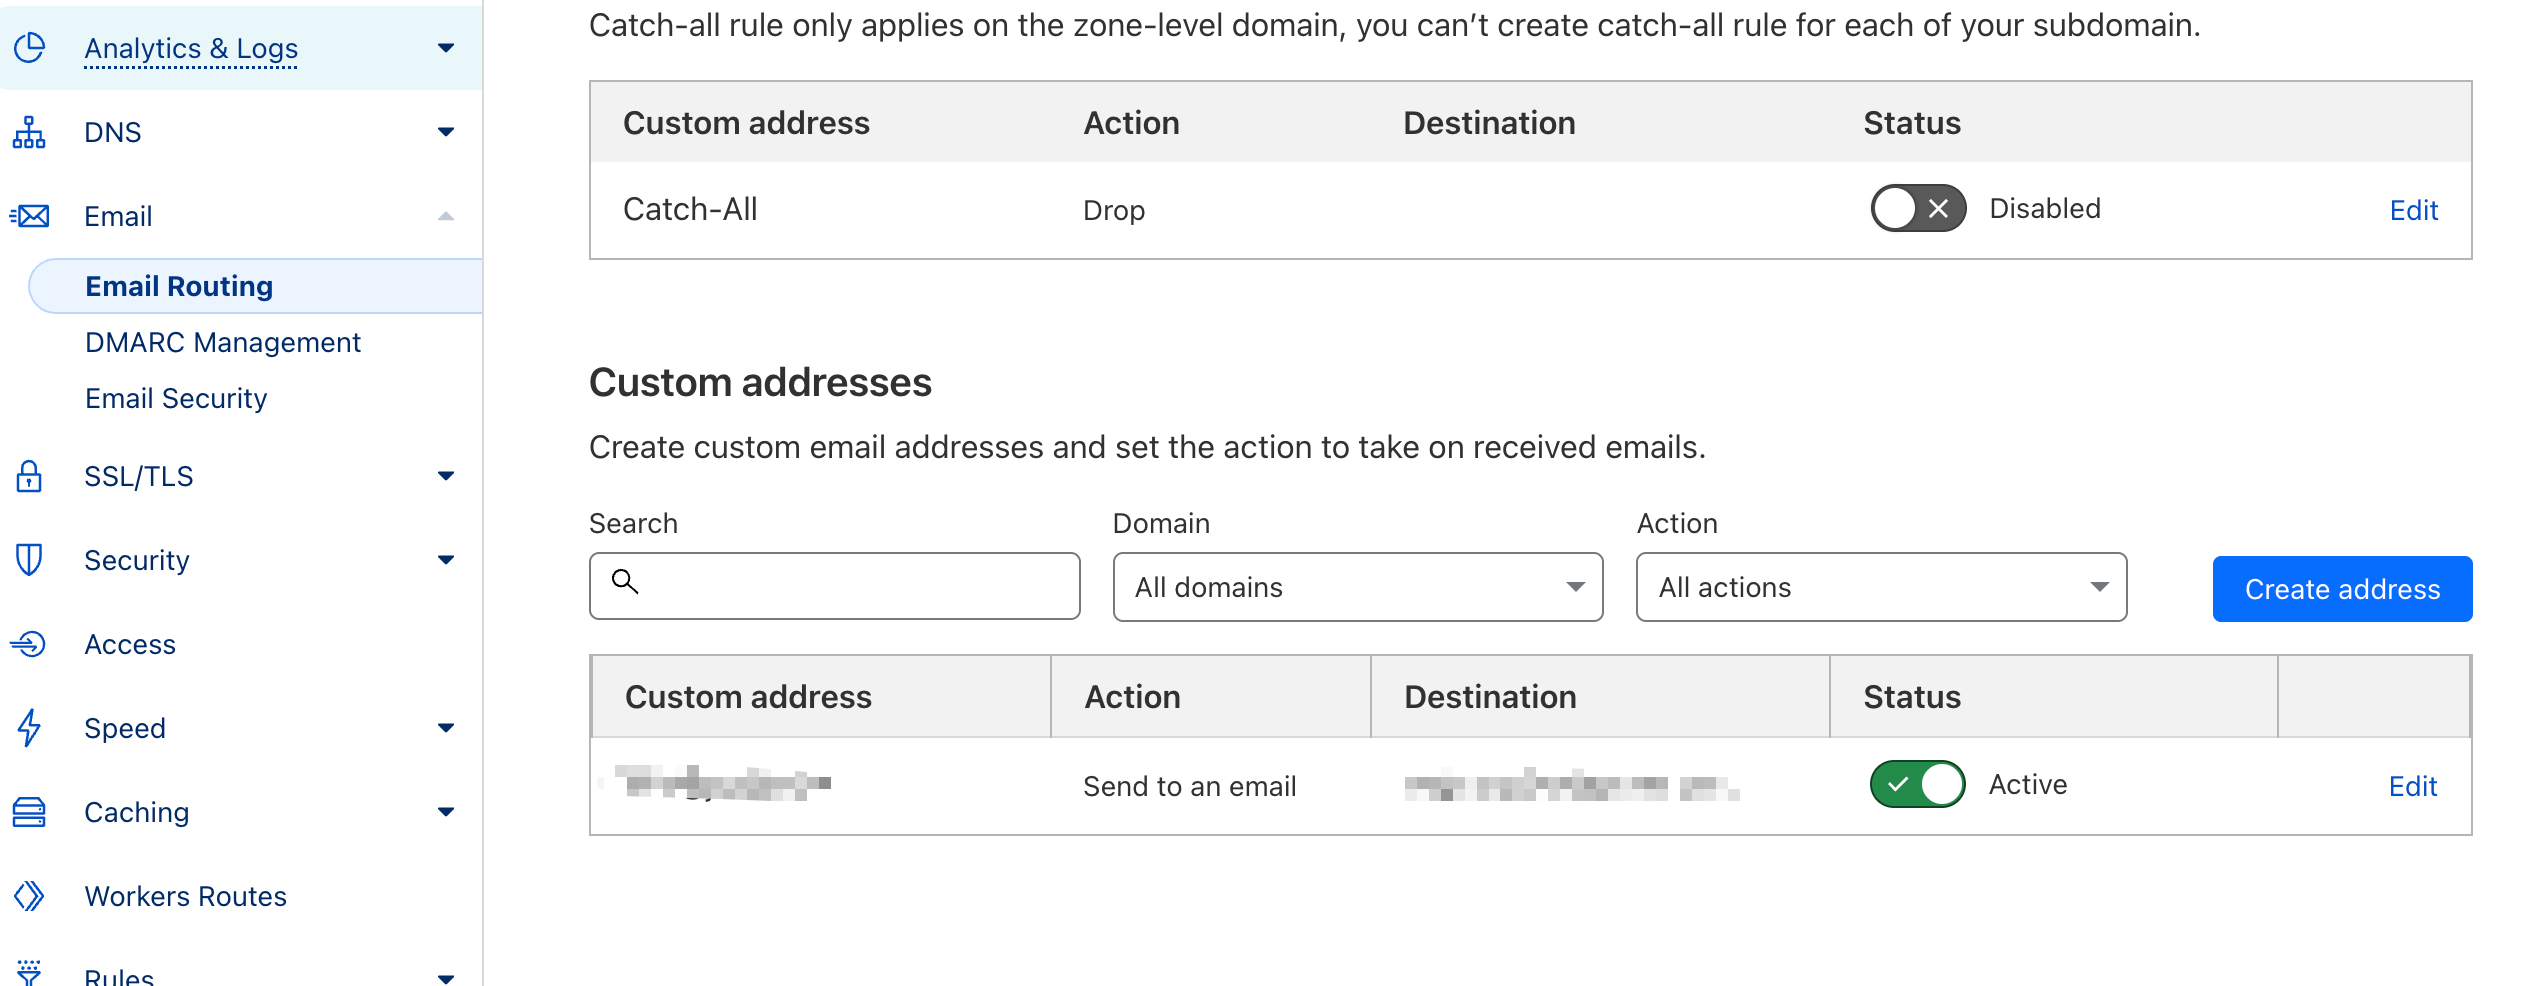 Analytics & Logs
DNS
Email
Email Routing
DMARC Management
Email Security
SSL/TLS
Security
Access
Speed
Caching
Workers Routes
Rules
Catch-all rule only applies on the zone-level domain, you can’t create catch-all rule for each of your subdomain.
Custom address Action Destination Status
Catch-All Drop Disabled Edit
Custom addresses
Create custom email addresses and set the action to take on received emails.
Search Domain Action
All domains All actions Create address
Custom address Action Destination Status
Send to an email Active Edit